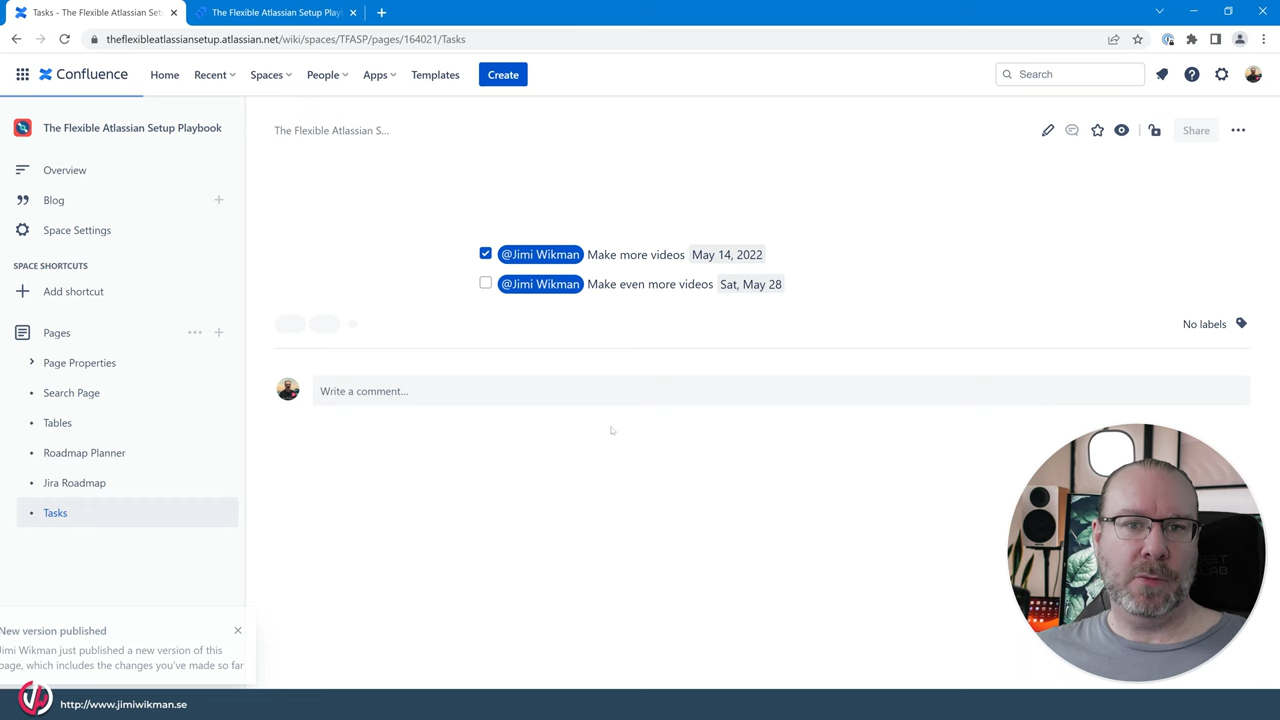 Tasks - The Flexible Atlassian Set
The Flexible Atlassian Setup Play
theflexibleatlassiansetup.atlassian.net/wiki/spaces/TFASP/pages/164021/Tasks
Confluence
Home
Recent
Spaces
People
Apps
Templates
Create
Search
The Flexible Atlassian Setup Playbook
Overview
Blog
Space Settings
SPACE SHORTCUTS
Add shortcut
Pages
Page Properties
Search Page
Tables
Roadmap Planner
Jira Roadmap
Tasks
The Flexible Atlassian S...
Share
@Jimi Wikman Make more videos May 14, 2022
@Jimi Wikman Make even more videos Sat, May 28
No labels
Write a comment...
New version published
Jimi Wikman just published a new version of this
page, which includes the changes you've made so far
http://www.jimiwikman.se